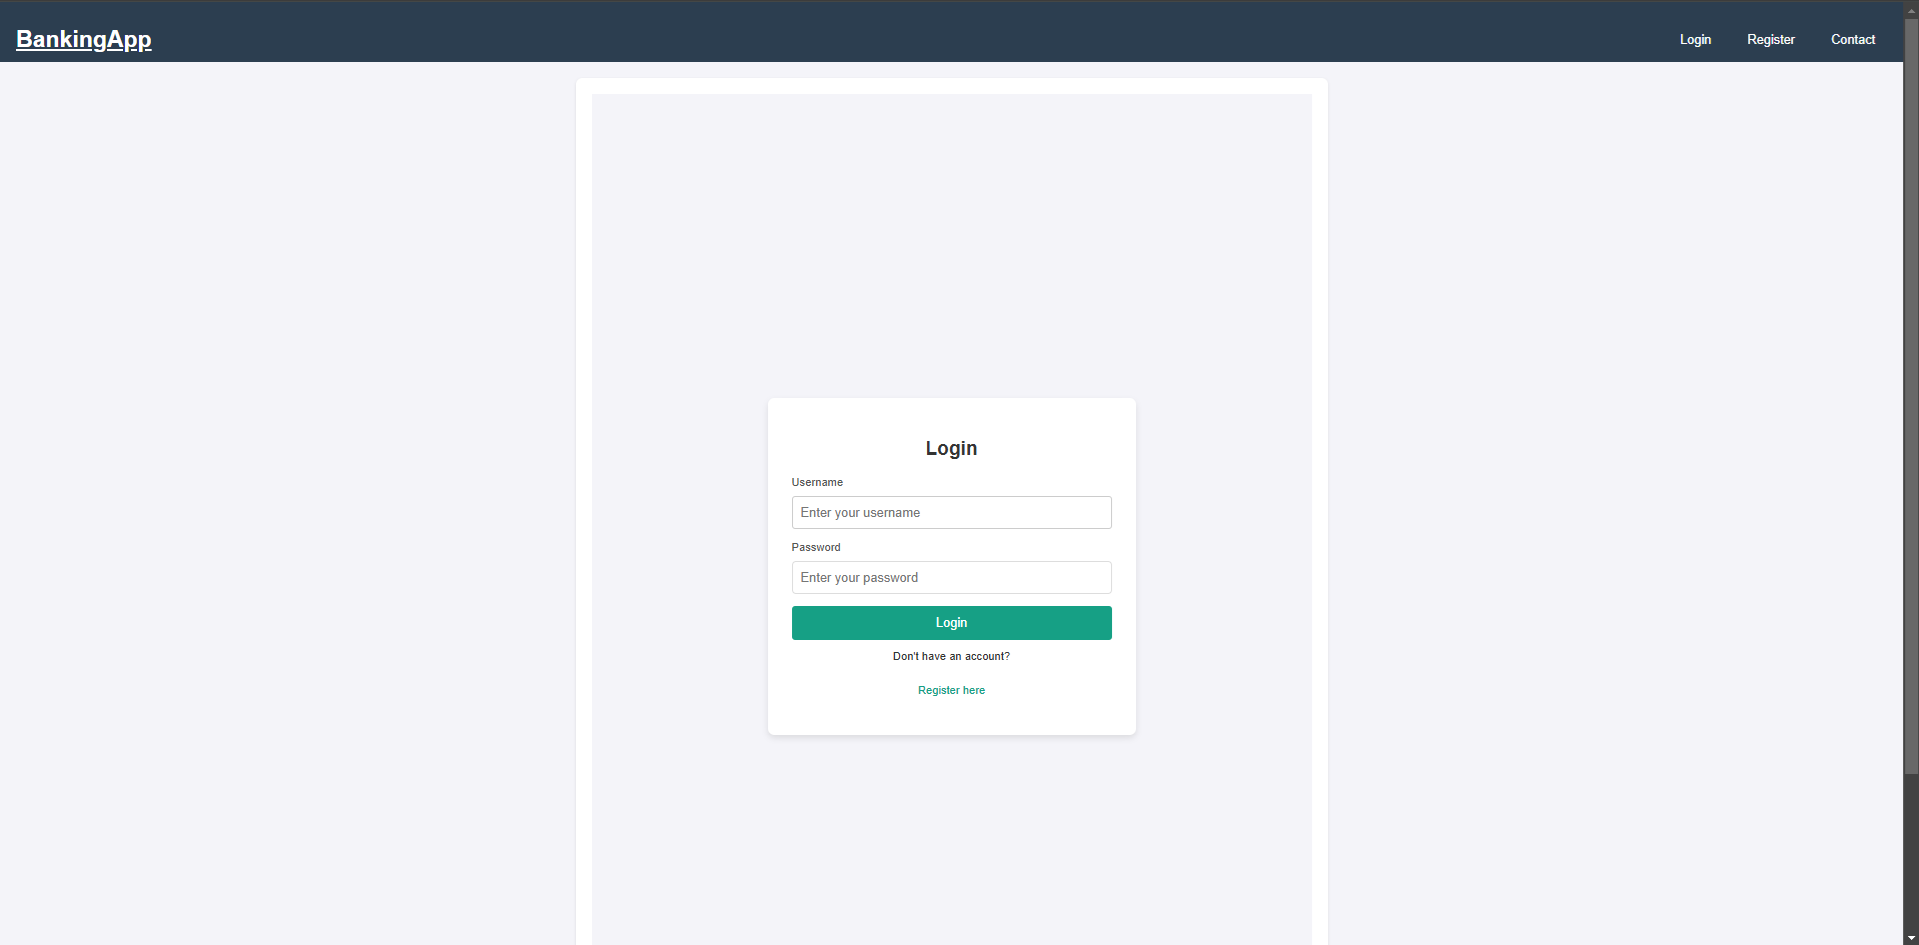 BankingApp
Login Register Contact
Login
Username
Enter your username
Password
Enter your password
Login
Don't have an account?
Register here